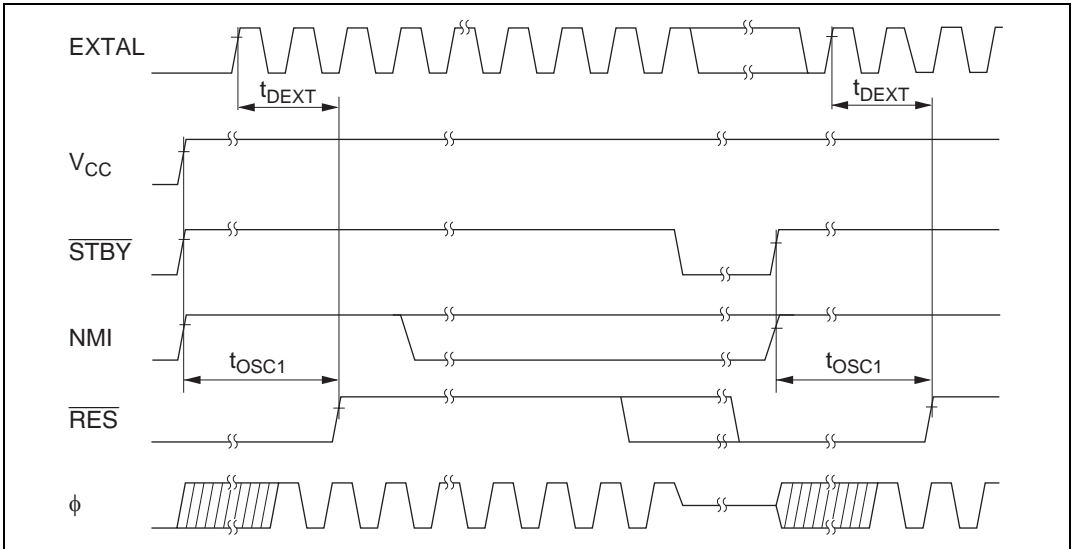 EXTAL
tDEXT
tDEXT
VCC
STBY
NMI
tOSC1
tOSC1
RES
ϕ